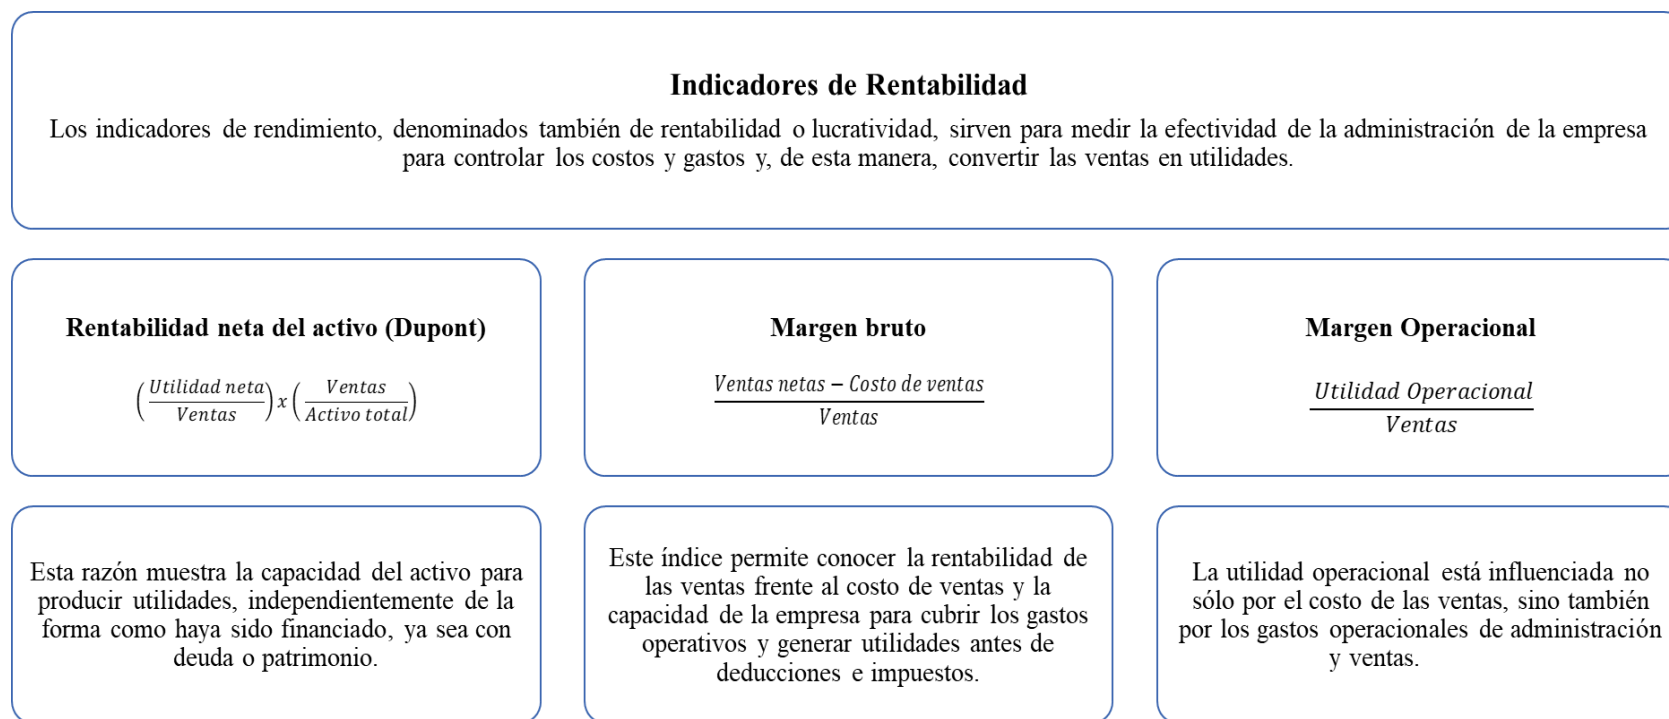 Indicadores de Rentabilidad
Los indicadores de rendimiento, denominados también de rentabilidad o lucratividad, sirven para medir la efectividad de la administración de la empresa
para controlar los costos y gastos y, de esta manera, convertir las ventas en utilidades.
Rentabilidad neta del activo (Dupont)
(Utilidad neta / Ventas) x (Ventas / Activo total)
Esta razón muestra la capacidad del activo para
producir utilidades, independientemente de la
forma como haya sido financiado, ya sea con
deuda o patrimonio.
Margen bruto
Ventas netas − Costo de ventas
Ventas
Este índice permite conocer la rentabilidad de
las ventas frente al costo de ventas y la
capacidad de la empresa para cubrir los gastos
operativos y generar utilidades antes de
deducciones e impuestos.
Margen Operacional
Utilidad Operacional
Ventas
La utilidad operacional está influenciada no
sólo por el costo de las ventas, sino también
por los gastos operacionales de administración
y ventas.